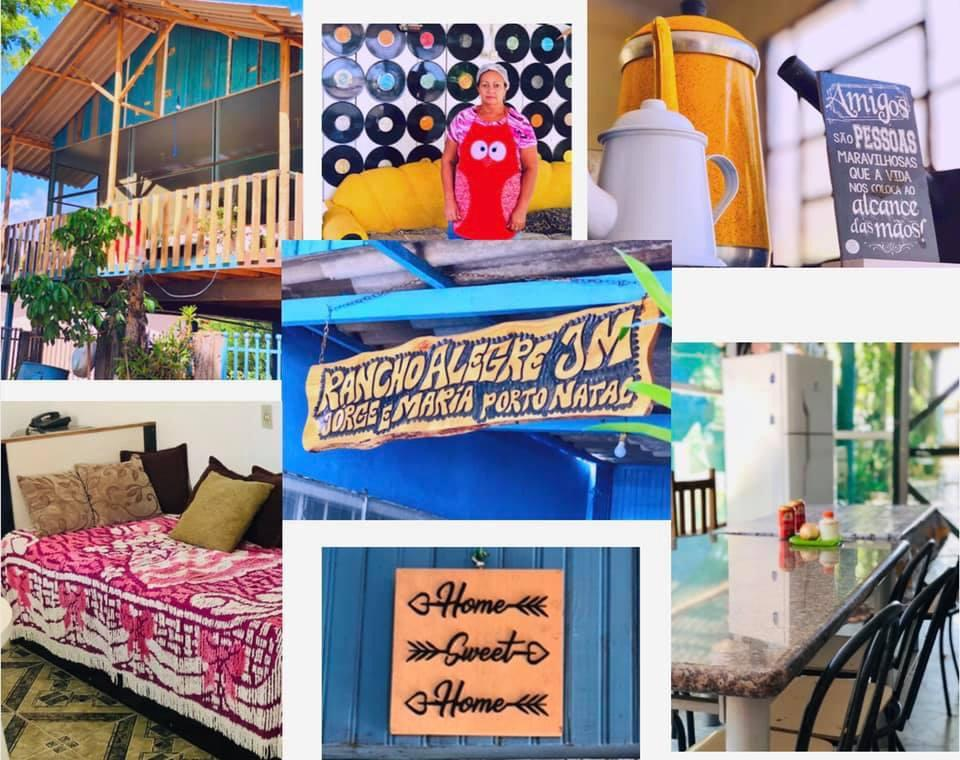 Amigos
SÃO PESSOAS
MARAVILHOSAS
QUE A VIDA
NOS COLOCA AO
alcance
das mãos!
RANCHO ALEGRE JM
JORGE E MARIA PORTO NATAL
Home
Sweet
Home